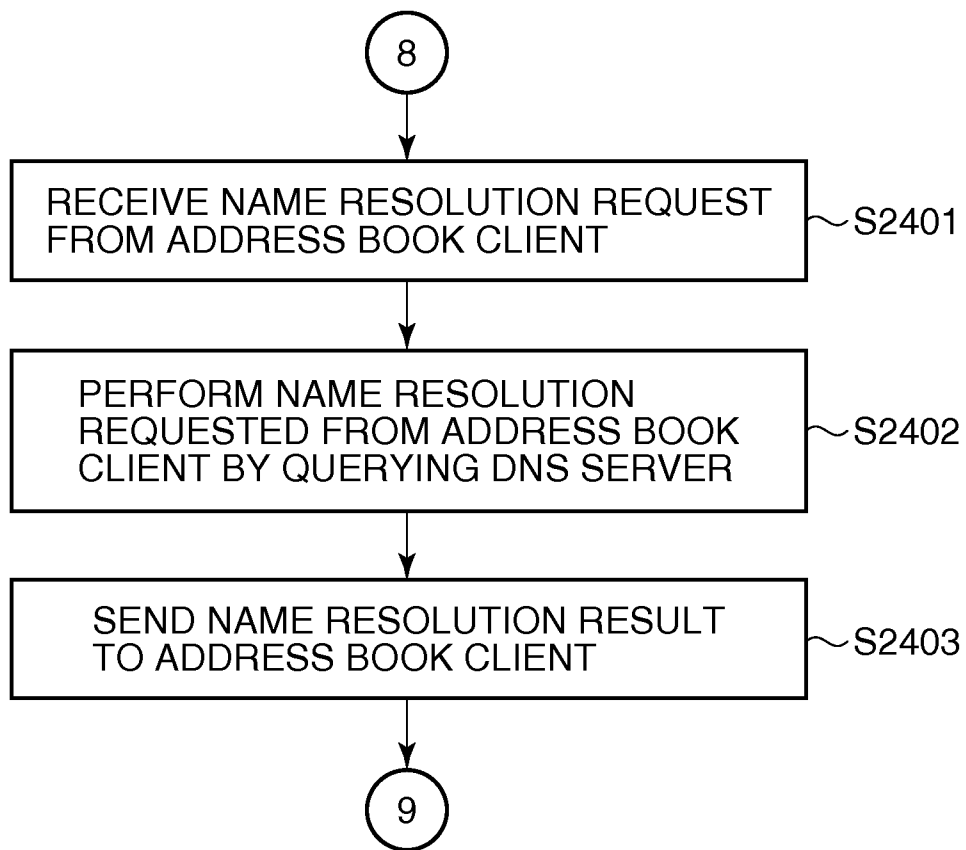 8
RECEIVE NAME RESOLUTION REQUEST
FROM ADDRESS BOOK CLIENT
S2401
PERFORM NAME RESOLUTION
REQUESTED FROM ADDRESS BOOK
CLIENT BY QUERYING DNS SERVER
S2402
SEND NAME RESOLUTION RESULT
TO ADDRESS BOOK CLIENT
S2403
9